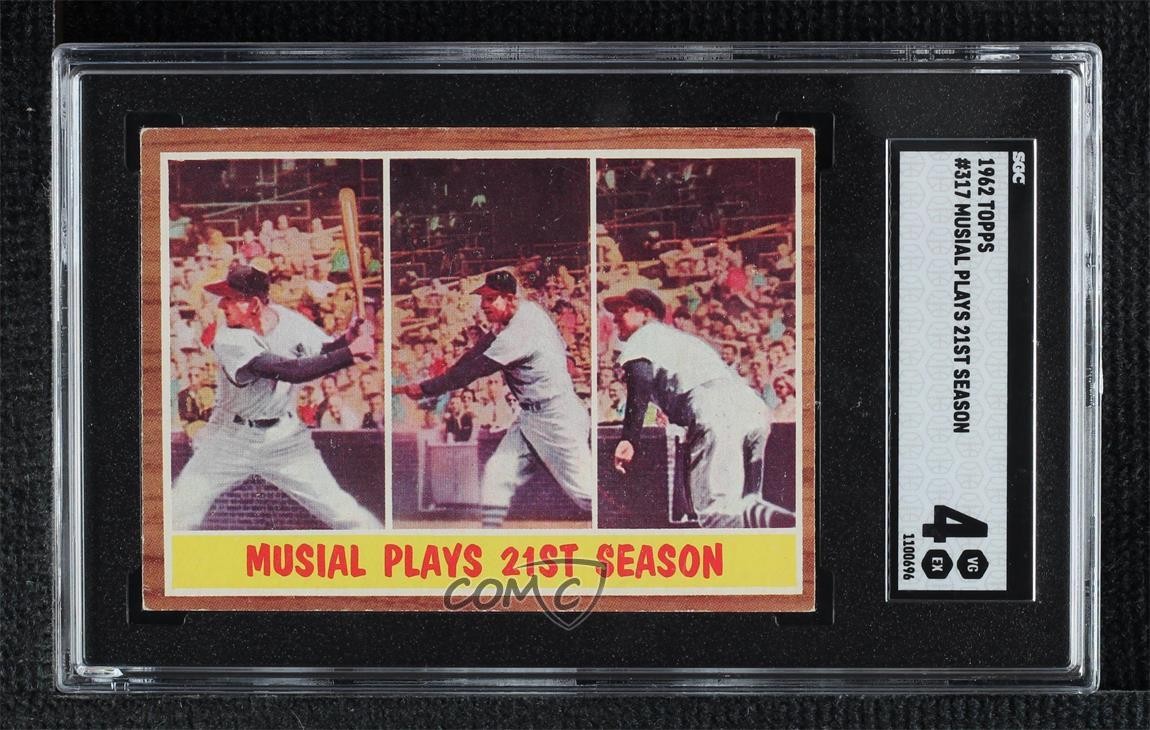 MUSIAL PLAYS 21ST SEASON
COMC
SGC
1962 TOPPS
#317 MUSIAL PLAYS 21ST SEASON
4
VG
EX
1100696